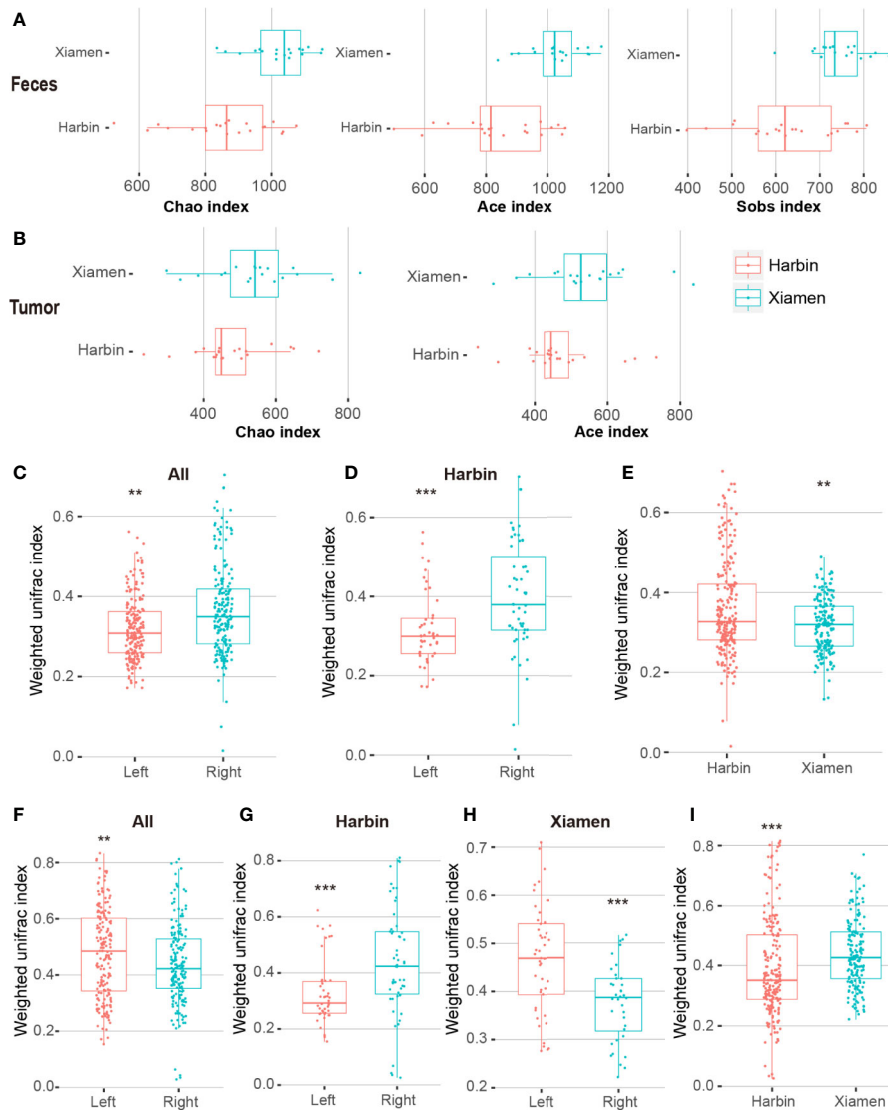 A
Feces
Xiamen
Harbin
600 800 1000
Chao index
Xiamen
Harbin
600 800 1000 1200
Ace index
Xiamen
Harbin
400 500 600 700 800
Sobs index
B
Tumor
Xiamen
Harbin
400 600 800
Chao index
Xiamen
Harbin
400 600 800
Ace index
Harbin
Xiamen
C All
**
Weighted unifrac index
0.6
0.4
0.2
0.0
Left Right
D Harbin
***
Weighted unifrac index
0.6
0.4
0.2
0.0
Left Right
E
**
Weighted unifrac index
0.6
0.4
0.2
0.0
Harbin Xiamen
F All
**
Weighted unifrac index
0.8
0.6
0.4
0.2
0.0
Left Right
G Harbin
***
0.8
0.6
0.4
0.2
0.0
Left Right
H Xiamen
***
0.7
0.6
0.5
0.4
0.3
0.2
Left Right
I
***
Weighted unifrac index
0.8
0.6
0.4
0.2
0.0
Harbin Xiamen